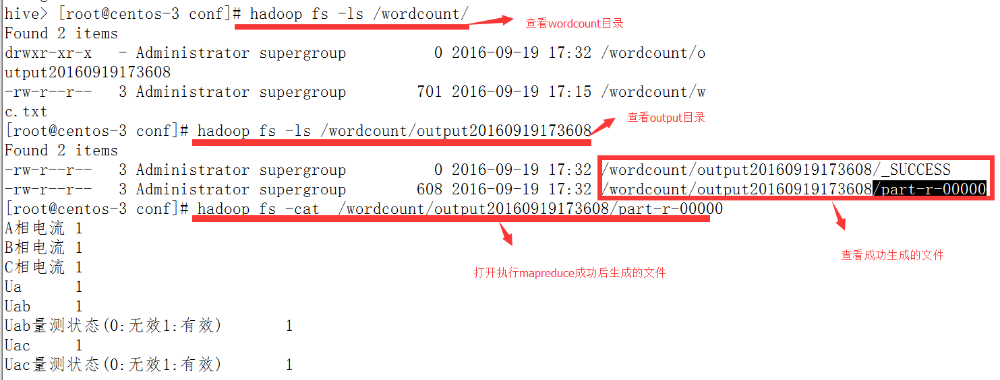 hive> [root@centos-3 conf]# hadoop fs -ls /wordcount/
查看wordcount目录
Found 2 items
drwxr-xr-x   - Administrator supergroup          0 2016-09-19 17:32 /wordcount/o
utput20160919173608
-rw-r--r--   3 Administrator supergroup        701 2016-09-19 17:15 /wordcount/w
c.txt
查看output目录
[root@centos-3 conf]# hadoop fs -ls /wordcount/output20160919173608
Found 2 items
-rw-r--r--   3 Administrator supergroup          0 2016-09-19 17:32 /wordcount/output20160919173608/_SUCCESS
-rw-r--r--   3 Administrator supergroup        608 2016-09-19 17:32 /wordcount/output20160919173608/part-r-00000
[root@centos-3 conf]# hadoop fs -cat  /wordcount/output20160919173608/part-r-00000
A相电流 1
B相电流 1
查看成功生成的文件
C相电流 1
打开执行mapreduce成功后生成的文件
Ua      1
Uab     1
Uab量测状态(0:无效1:有效)        1
Uac     1
Uac量测状态(0:无效1:有效)        1